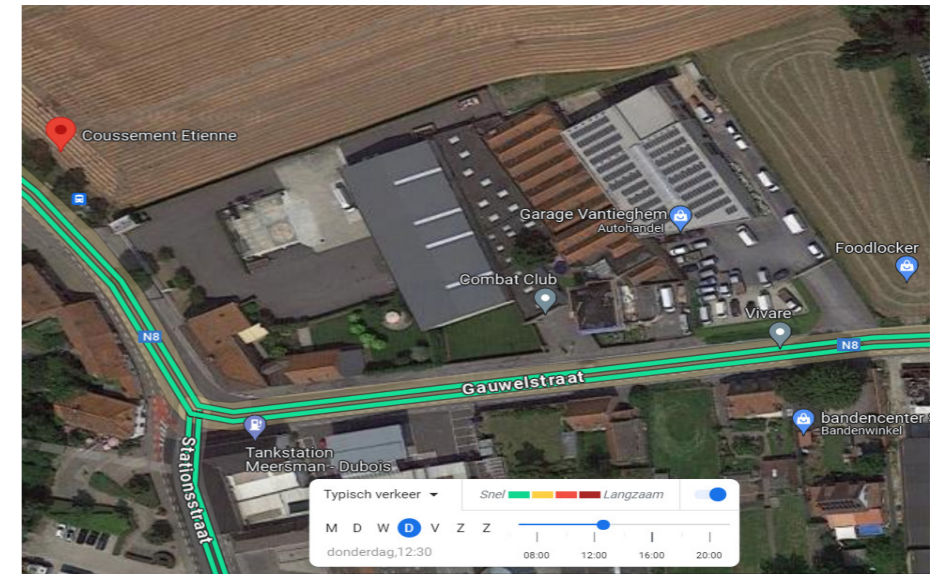 Coussement Etienne
Garage Vantieghem
Autohandel
Foodlocker
Combat Club
Vivare
N8
N8
Gauwelstraat
bandencenter
Bandenwinkel
Tankstation
Meersman - Dubois
Stationsstraat
Typisch verkeer
Snel Langzaam
M D W D V Z Z
donderdag,12:30
08:00 12:00 16:00 20:00